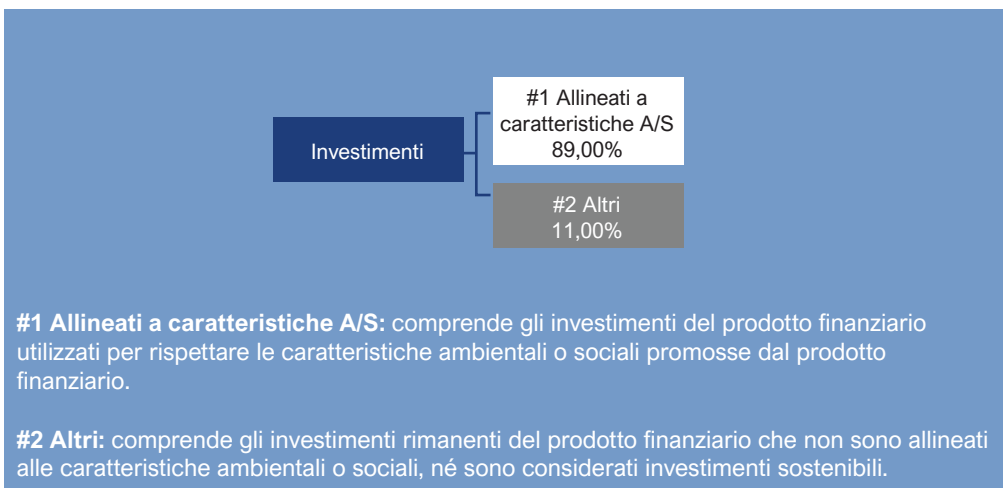 #1 Allineati a
caratteristiche A/S
89,00%
Investimenti
#2 Altri
11,00%
#1 Allineati a caratteristiche A/S: comprende gli investimenti del prodotto finanziario
utilizzati per rispettare le caratteristiche ambientali o sociali promosse dal prodotto
finanziario.
#2 Altri: comprende gli investimenti rimanenti del prodotto finanziario che non sono allineati
alle caratteristiche ambientali o sociali, né sono considerati investimenti sostenibili.